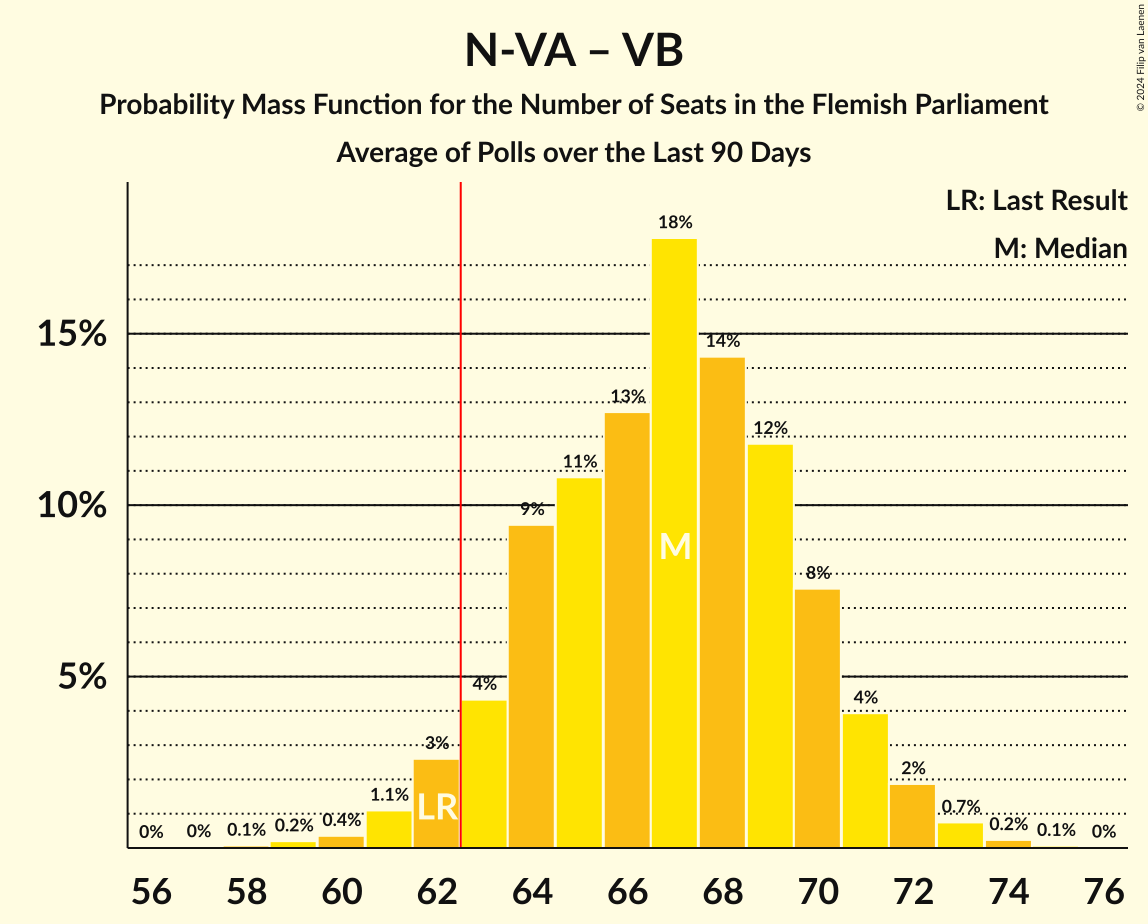 © 2024 Filip van Laenen
N-VA – VB
Probability Mass Function for the Number of Seats in the Flemish Parliament
Average of Polls over the Last 90 Days
LR: Last Result
M: Median
15%
10%
5%
0%
0%
0.1%
0.2%
0.4%
1.1%
3%
4%
9%
11%
13%
18%
14%
12%
8%
4%
2%
0.7%
0.2%
0.1%
0%
LR
M
56 58 60 62 64 66 68 70 72 74 76